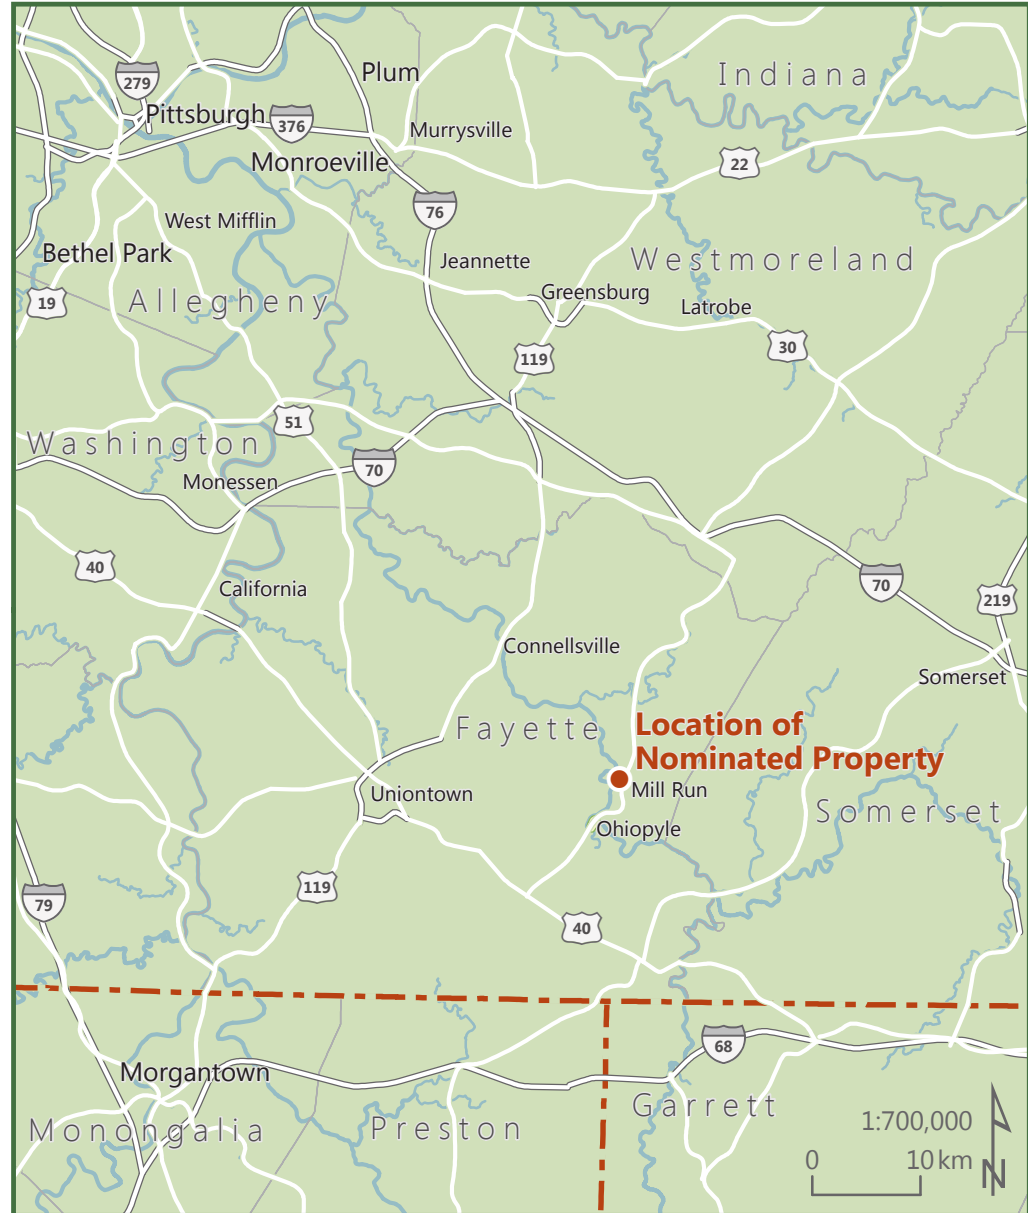 Plum
Indiana
279
Pittsburgh
376
Murrysville
Monroeville
22
76
West Mifflin
Bethel Park
Jeannette
Westmoreland
19
Allegheny
Greensburg
Latrobe
119
30
51
Washington
70
Monessen
40
California
70
219
Connellsville
Somerset
Fayette
Location of
Nominated Property
Mill Run
Uniontown
Somerset
Ohiopyle
119
79
40
68
Morgantown
Garrett
Monongalia
Preston
1:700,000
0
10 km
N